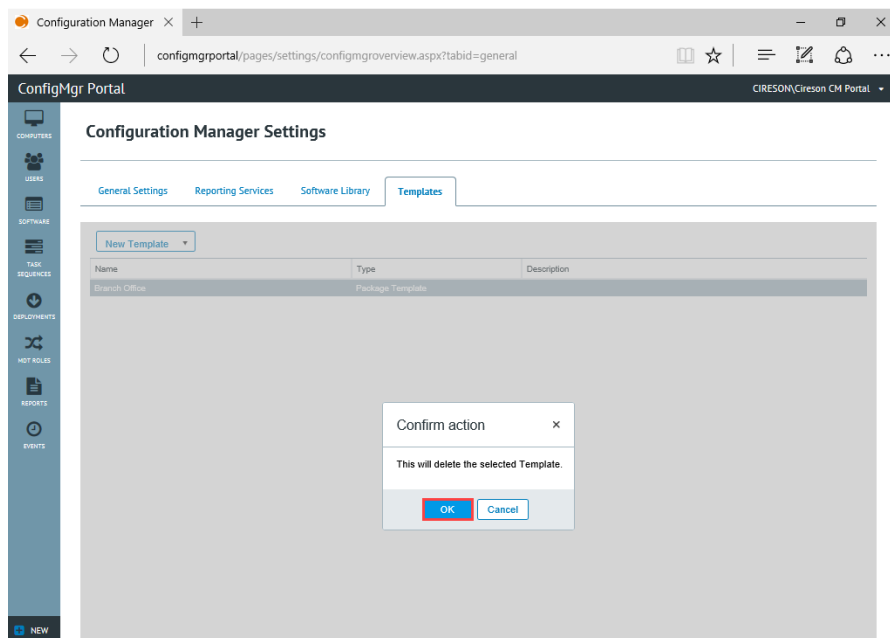 Configuration Manager
configmgrportal/pages/settings/configmgroverview.aspx?tabid=general
ConfigMgr Portal
CIRESON\Cireson CM Portal
COMPUTERS
USERS
SOFTWARE
TASK
SEQUENCES
DEPLOYMENTS
MDT ROLES
REPORTS
EVENTS
NEW
Configuration Manager Settings
General Settings
Reporting Services
Software Library
Templates
New Template
Name Type Description
Branch Office Package Template
Confirm action
This will delete the selected Template.
OK
Cancel